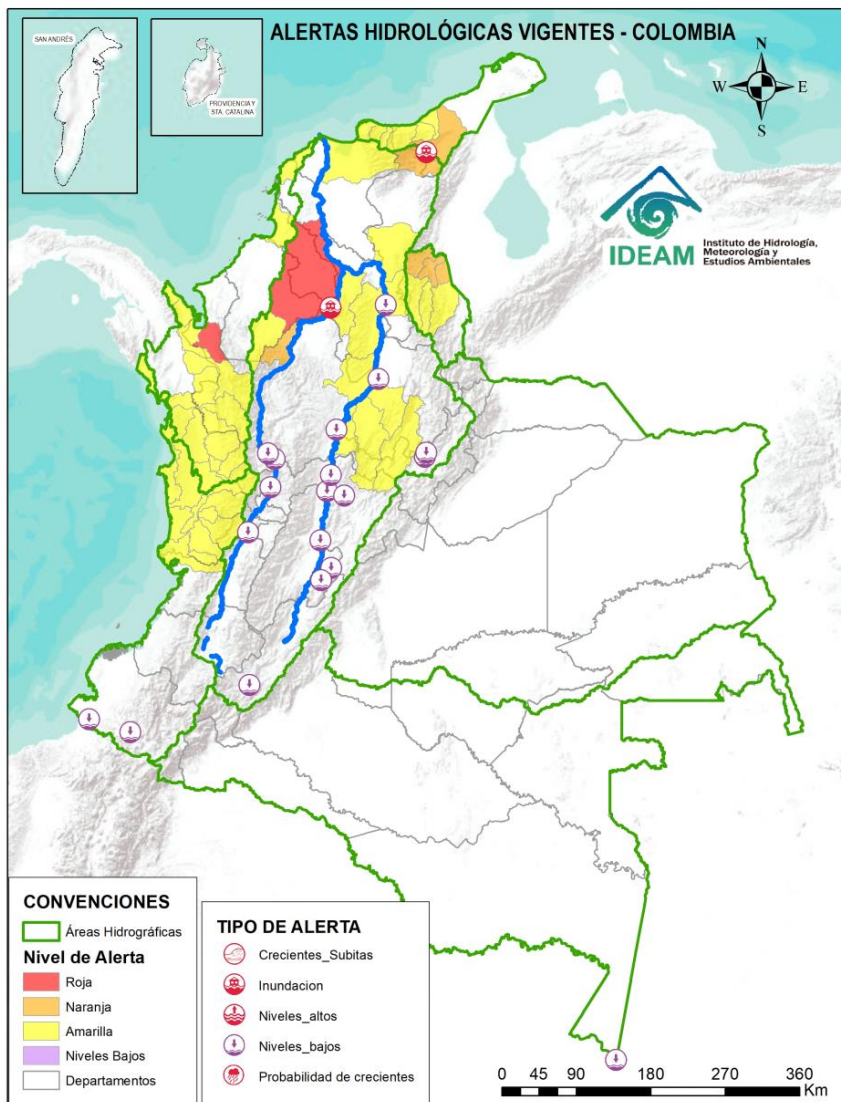 ALERTAS HIDROLÓGICAS VIGENTES - COLOMBIA
SAN ANDRÉS
PROVIDENCIA Y
STA. CATALINA
N
W
E
S
IDEAM
Instituto de Hidrología,
Meteorología y
Estudios Ambientales
CONVENCIONES
Áreas Hidrográficas
Nivel de Alerta
Roja
Naranja
Amarilla
Niveles Bajos
Departamentos
TIPO DE ALERTA
Crecientes_Subitas
Inundacion
Niveles_altos
Niveles_bajos
Probabilidad de crecientes
0 45 90 180 270 360
Km